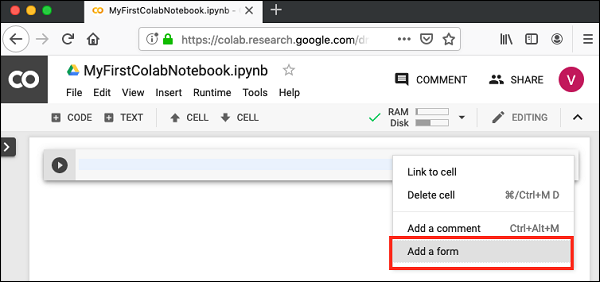 MyFirstColabNotebook.ipynb
https://colab.research.google.com/dr
CO MyFirstColabNotebook.ipynb COMMENT SHARE V
File Edit View Insert Runtime Tools Help
CODE TEXT CELL CELL RAM Disk EDITING
Link to cell
Delete cell ⌘/Ctrl+M D
Add a comment Ctrl+Alt+M
Add a form